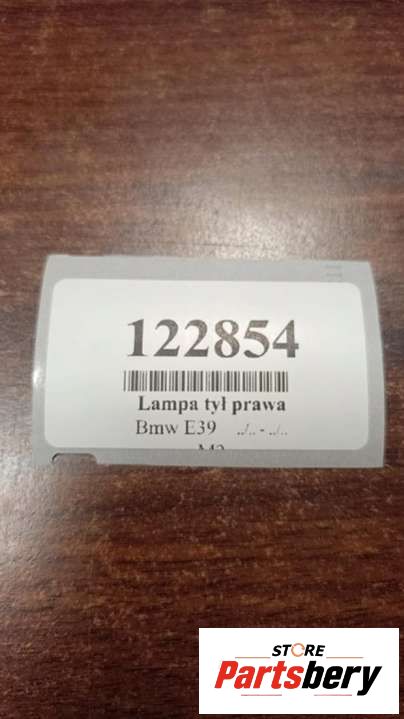 122854
Lampa tył prawa
Bmw E39 ../.. - ../..
STORE
Partsbery